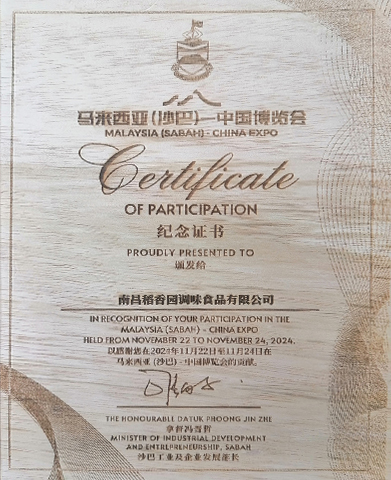 马来西亚(沙巴)—中国博览会
MALAYSIA (SABAH) - CHINA EXPO
Certificate
OF PARTICIPATION
纪念证书
PROUDLY PRESENTED TO
颁发给
南昌稻香园调味食品有限公司
IN RECOGNITION OF YOUR PARTICIPATION IN THE
MALAYSIA (SABAH) - CHINA EXPO
HELD FROM NOVEMBER 22 TO NOVEMBER 24, 2024.
以感谢您在2024年11月22日至11月24日在
马来西亚 (沙巴) - 中国博览会的贡献.
THE HONOURABLE DATUK PHOONG JIN ZHE
拿督冯晋哲
MINISTER OF INDUSTRIAL DEVELOPMENT
AND ENTREPRENEURSHIP, SABAH
沙巴工业及企业发展部长